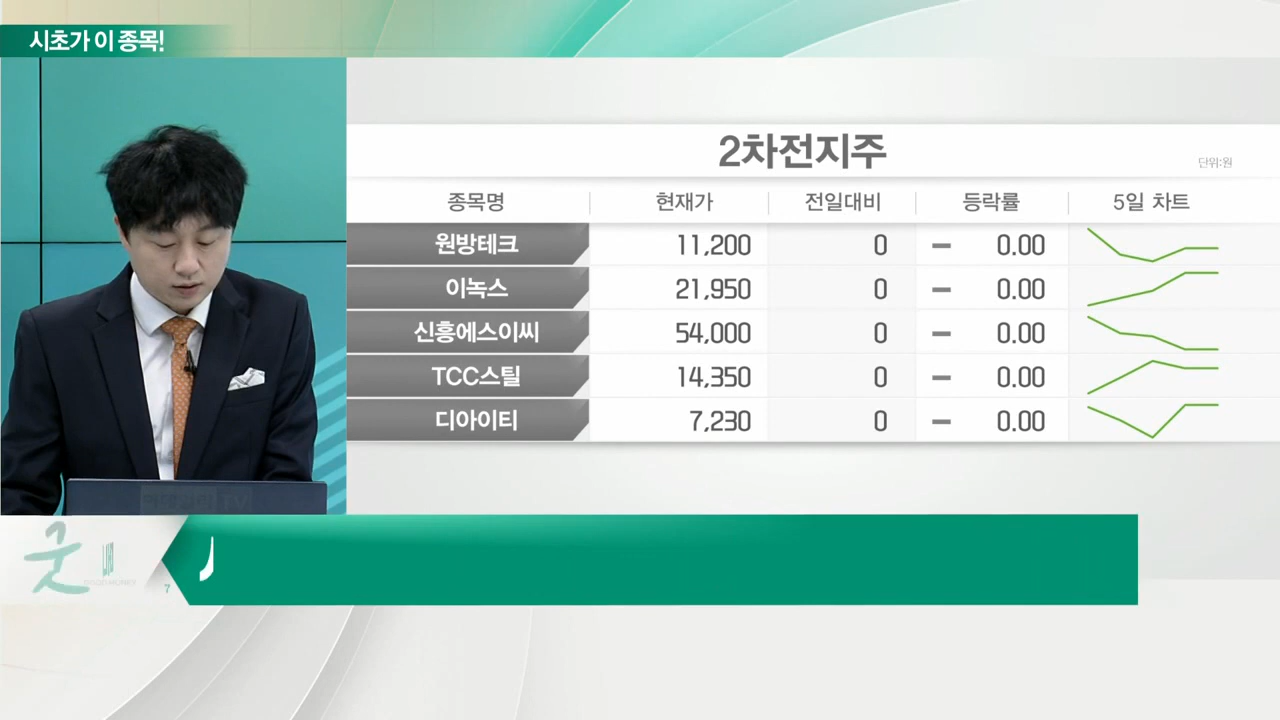 시초가 이 종목!
2차전지주
단위:원
종목명 현재가 전일대비 등락률 5일 차트
원방테크 11,200 0 – 0.00
이녹스 21,950 0 – 0.00
신흥에스이씨 54,000 0 – 0.00
TCC스틸 14,350 0 – 0.00
디아이티 7,230 0 – 0.00
굿
7